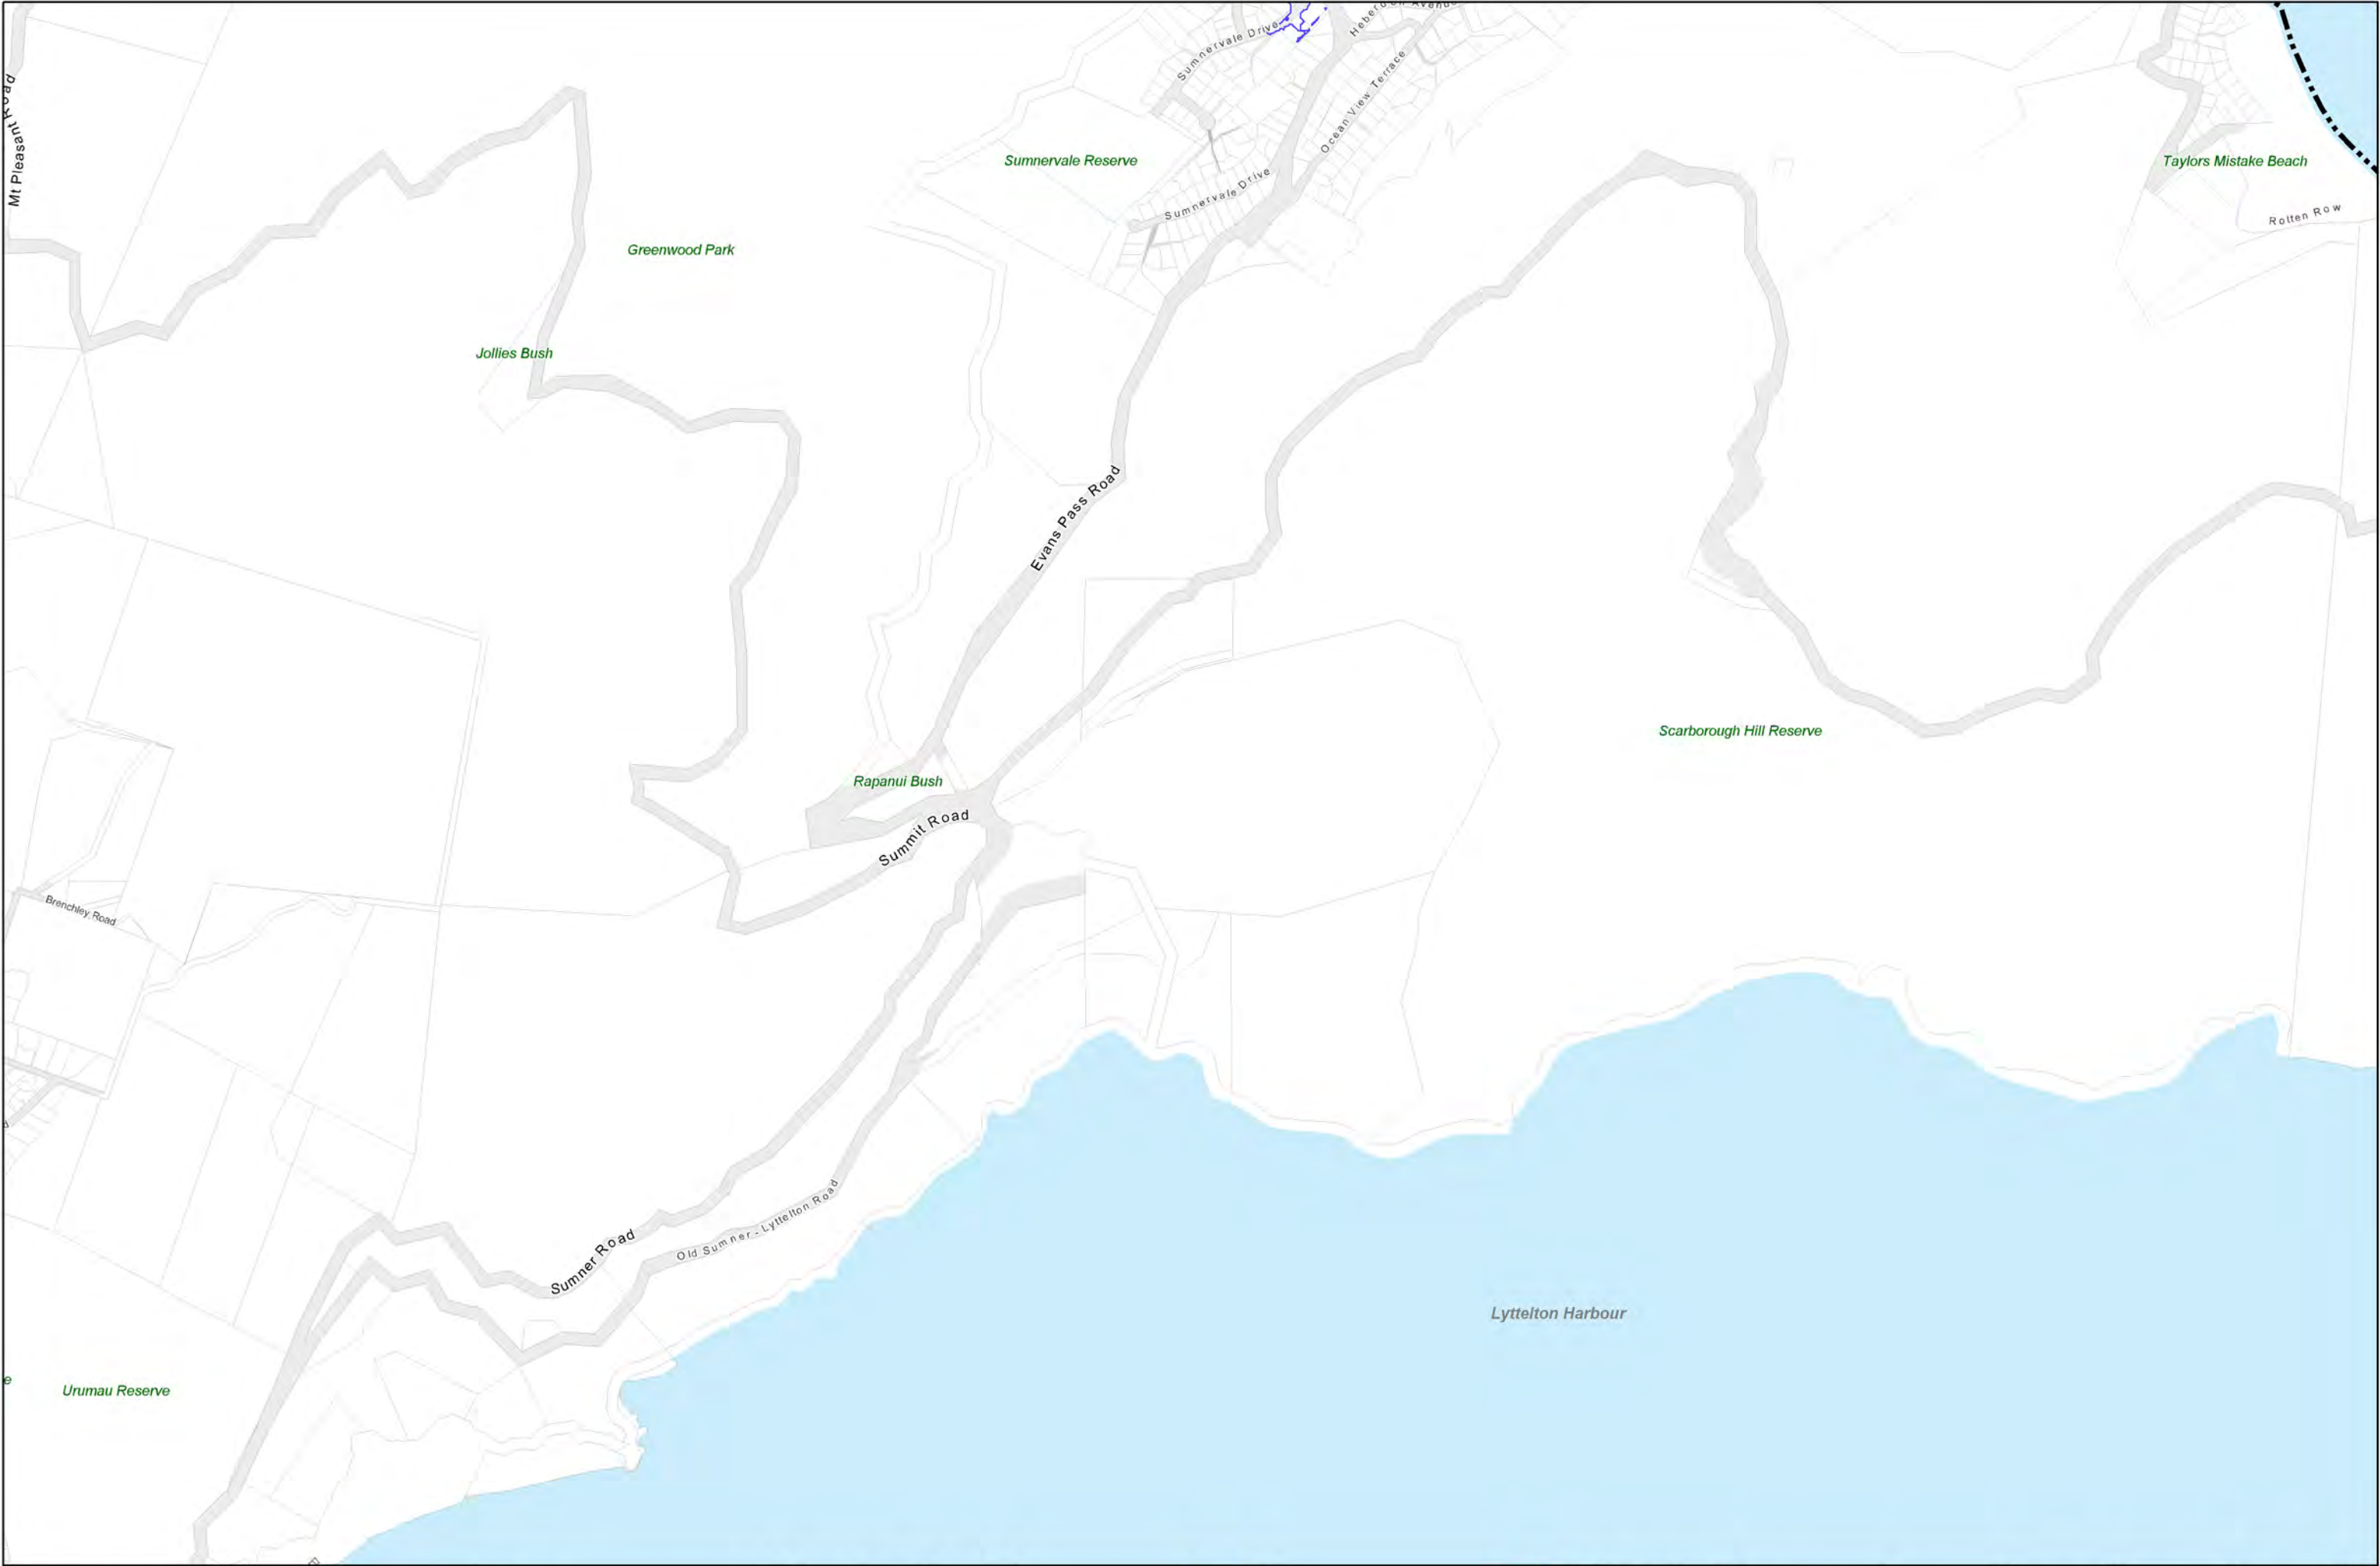 Heberden Avenue
Sumnervale Drive
Ocean View Terrace
Mt Pleasant Road
Sumnervale Reserve
Taylors Mistake Beach
Sumnervale Drive
Rotten Row
Greenwood Park
Jollies Bush
Evans Pass Road
Scarborough Hill Reserve
Rapanui Bush
Summit Road
Brenchley Road
Old Sumner - Lyttelton Road
Sumner Road
Lyttelton Harbour
e
Urumau Reserve